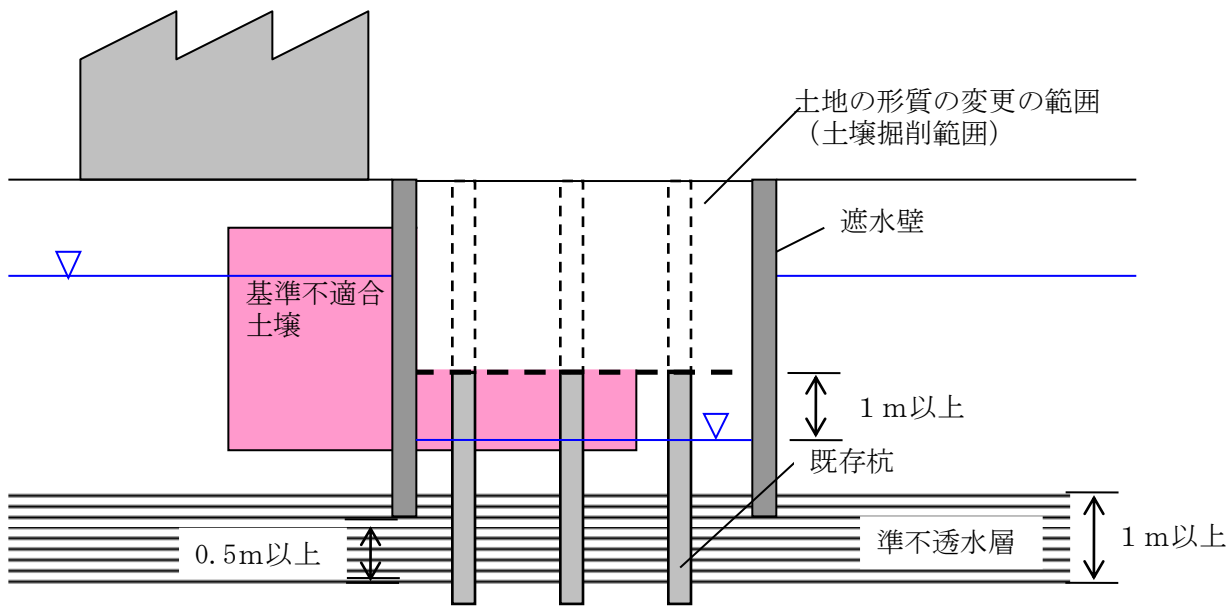 土地の形質の変更の範囲
（土壌掘削範囲）
遮水壁
基準不適合
土壌
１m以上
既存杭
0.5m以上
準不透水層
１m以上